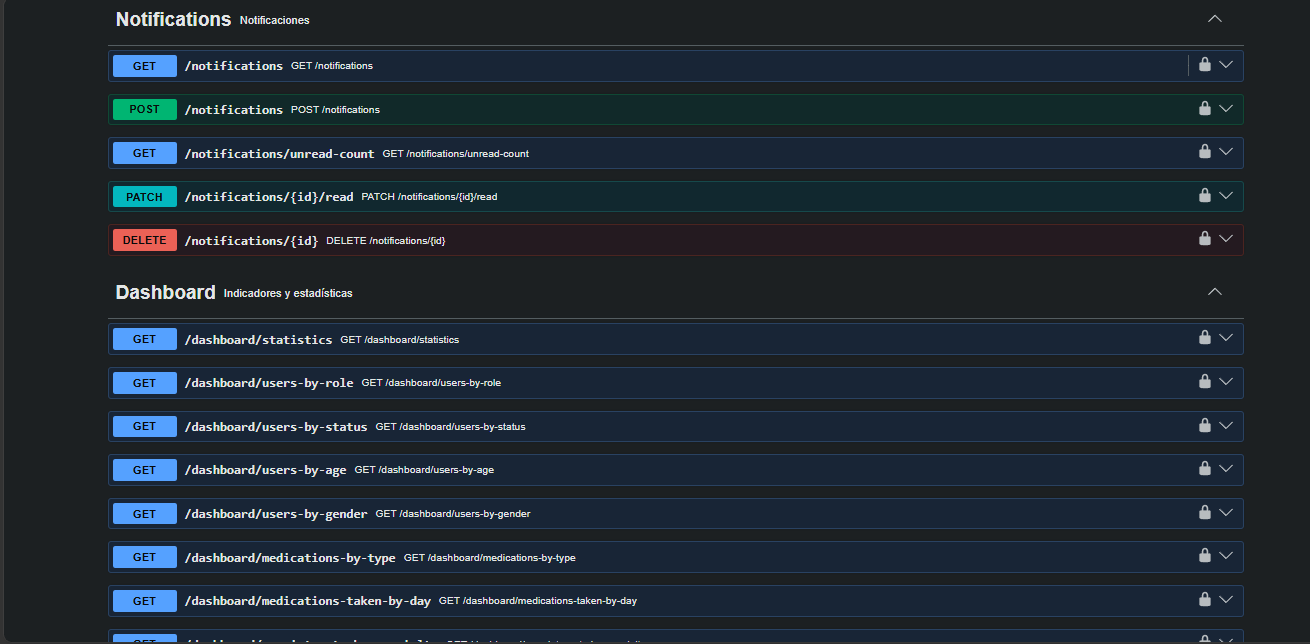 Notifications Notificaciones
GET /notifications GET /notifications
POST /notifications POST /notifications
GET /notifications/unread-count GET /notifications/unread-count
PATCH /notifications/{id}/read PATCH /notifications/{id}/read
DELETE /notifications/{id} DELETE /notifications/{id}
Dashboard Indicadores y estadísticas
GET /dashboard/statistics GET /dashboard/statistics
GET /dashboard/users-by-role GET /dashboard/users-by-role
GET /dashboard/users-by-status GET /dashboard/users-by-status
GET /dashboard/users-by-age GET /dashboard/users-by-age
GET /dashboard/users-by-gender GET /dashboard/users-by-gender
GET /dashboard/medications-by-type GET /dashboard/medications-by-type
GET /dashboard/medications-taken-by-day GET /dashboard/medications-taken-by-day
GET